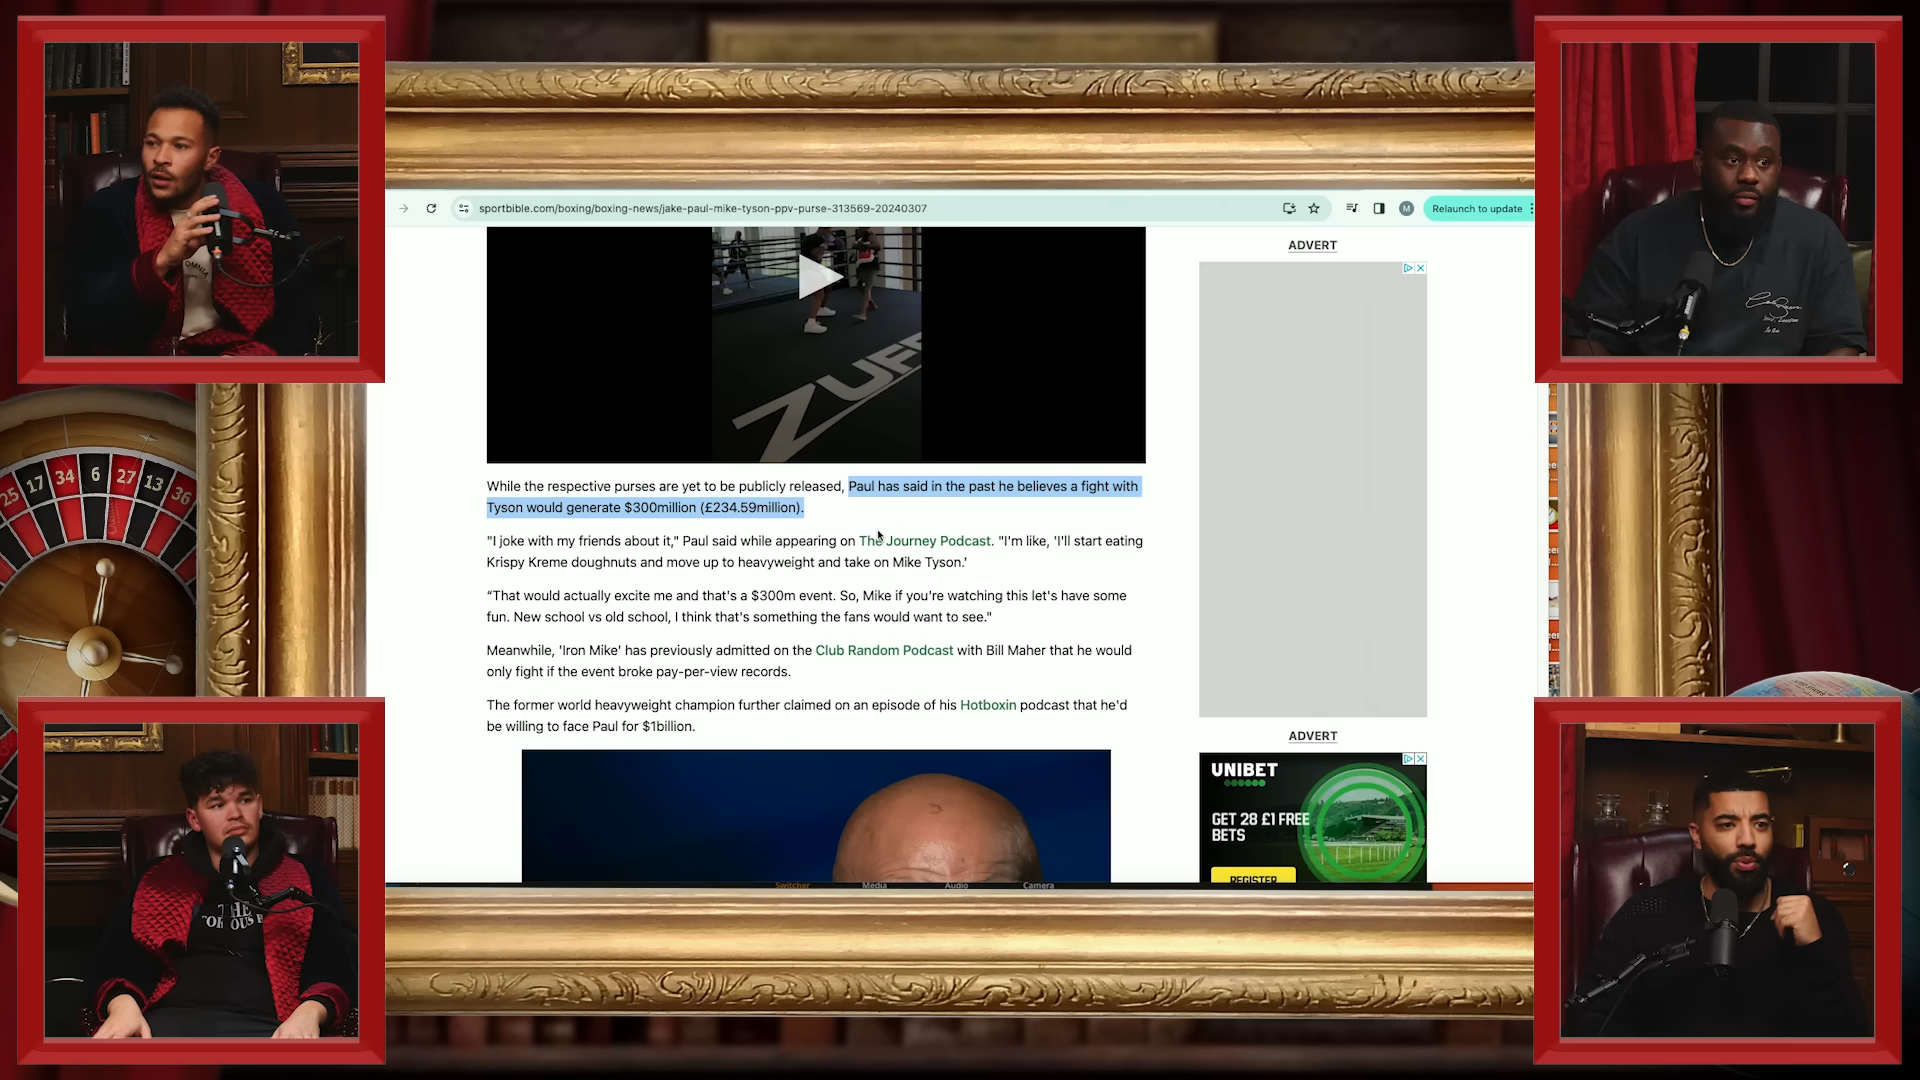 sportbible.com/boxing/boxing-news/jake-paul-mike-tyson-ppv-purse-313569-20240307
M
Relaunch to update
ADVERT
ZUFF
While the respective purses are yet to be publicly released, Paul has said in the past he believes a fight with
Tyson would generate $300million (£234.59million).
"I joke with my friends about it," Paul said while appearing on The Journey Podcast. "I'm like, 'I'll start eating
Krispy Kreme doughnuts and move up to heavyweight and take on Mike Tyson.'
“That would actually excite me and that's a $300m event. So, Mike if you're watching this let's have some
fun. New school vs old school, I think that's something the fans would want to see."
Meanwhile, 'Iron Mike' has previously admitted on the Club Random Podcast with Bill Maher that he would
only fight if the event broke pay-per-view records.
The former world heavyweight champion further claimed on an episode of his Hotboxin podcast that he'd
be willing to face Paul for $1billion.
ADVERT
UNIBET
GET 28 £1 FREE
BETS
REGISTER
Switcher Media Audio Camera
25 17 34 6 27 13 36
THE